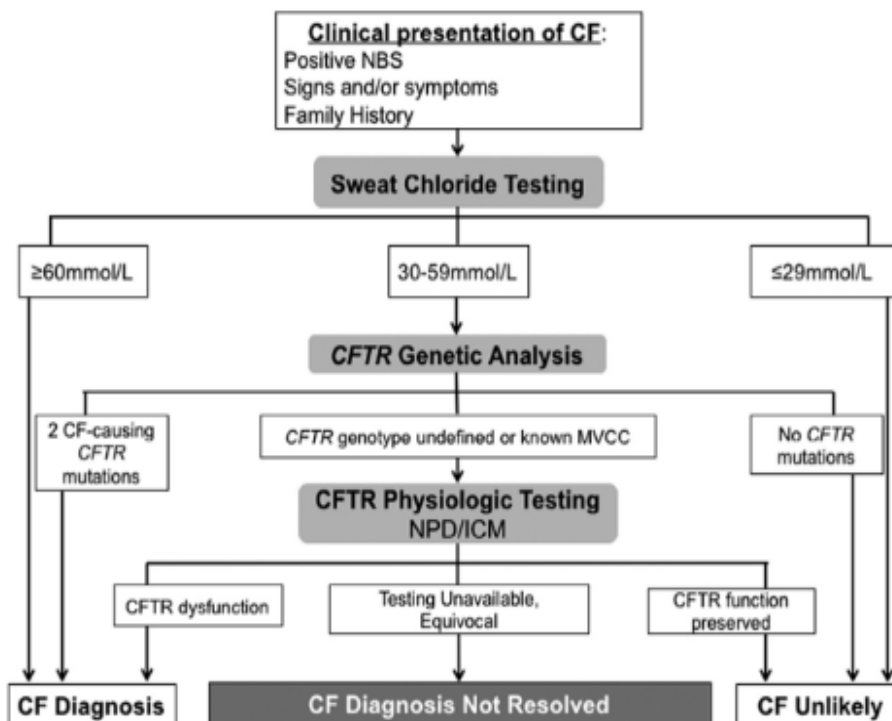 Clinical presentation of CF:
Positive NBS
Signs and/or symptoms
Family History
Sweat Chloride Testing
≥60mmol/L
30-59mmol/L
≤29mmol/L
CFTR Genetic Analysis
2 CF-causing
CFTR
mutations
CFTR genotype undefined or known MVCC
No CFTR
mutations
CFTR Physiologic Testing
NPD/ICM
CFTR dysfunction
Testing Unavailable,
Equivocal
CFTR function
preserved
CF Diagnosis
CF Diagnosis Not Resolved
CF Unlikely